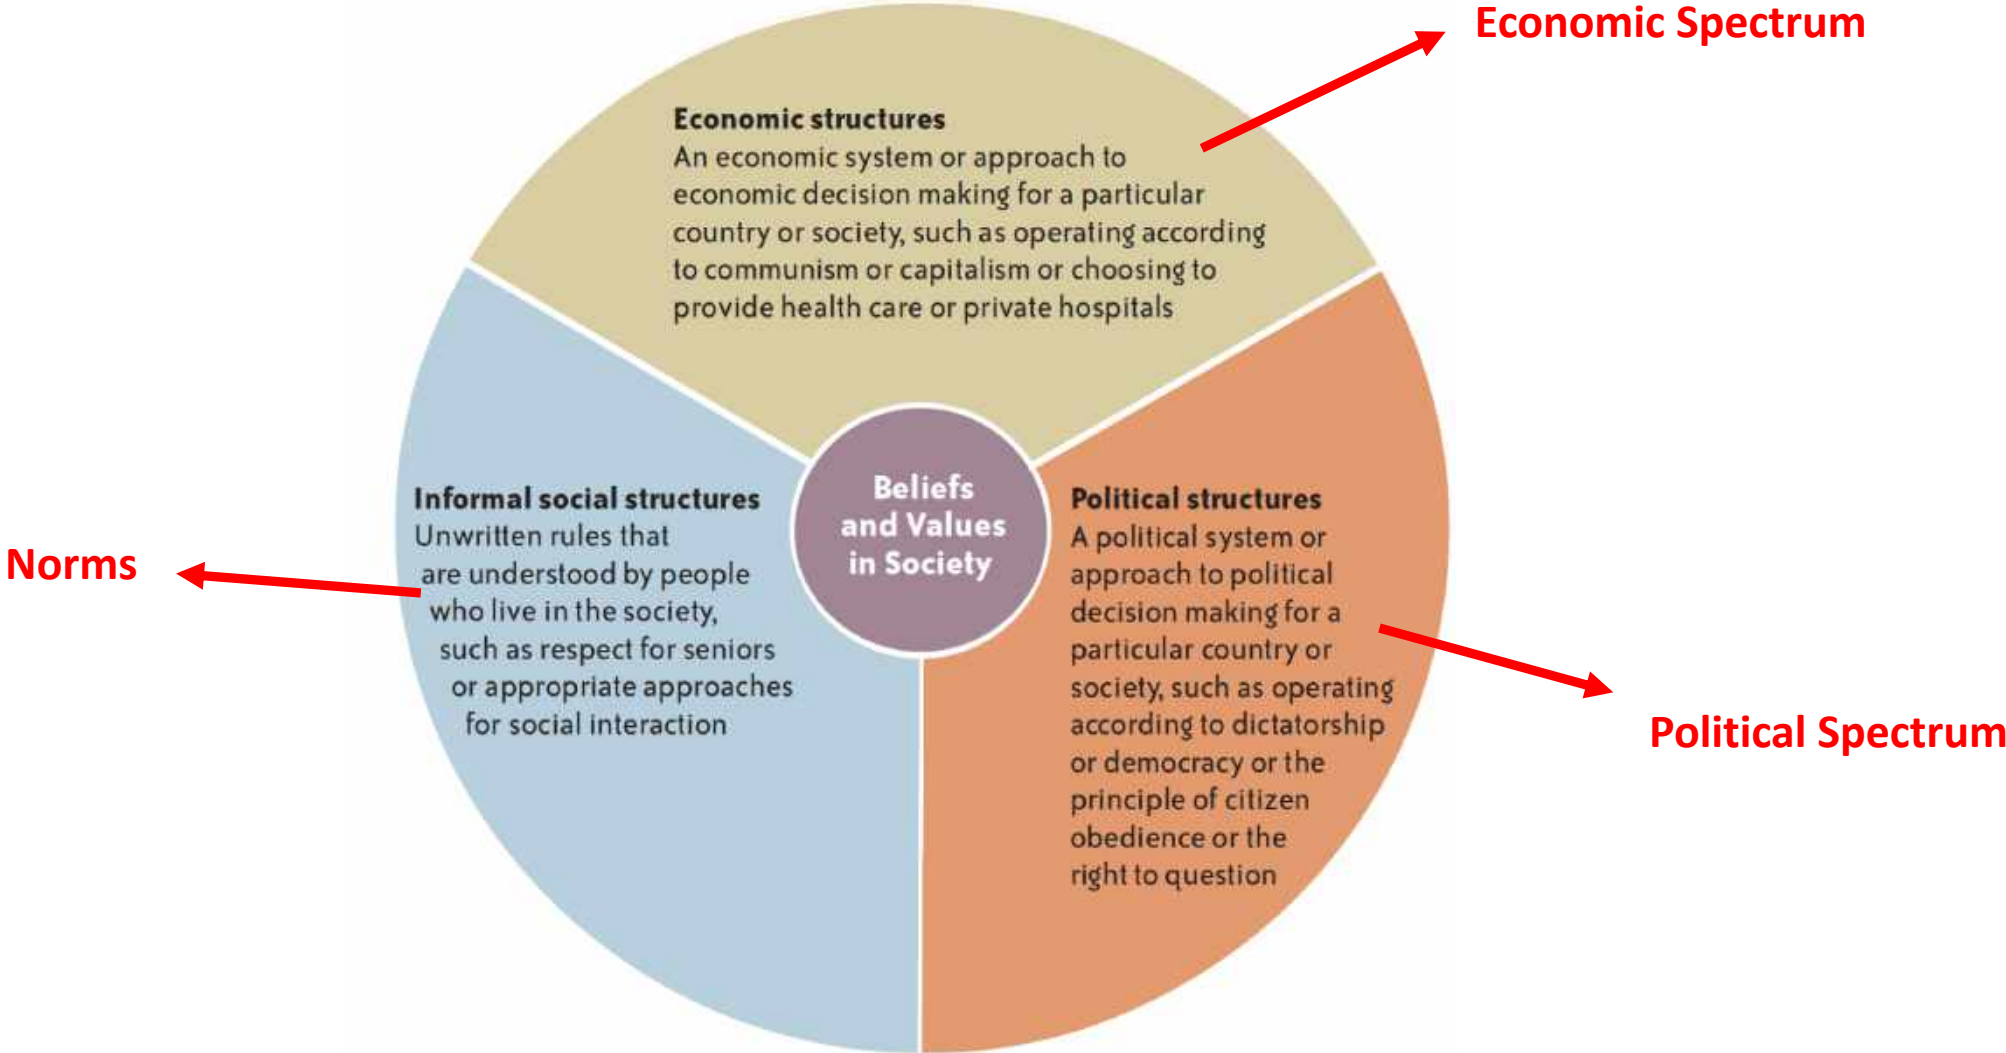 Economic Spectrum
Economic structures
An economic system or approach to
economic decision making for a particular
country or society, such as operating according
to communism or capitalism or choosing to
provide health care or private hospitals
Beliefs
and Values
in Society
Informal social structures
Unwritten rules that
are understood by people
who live in the society,
such as respect for seniors
or appropriate approaches
for social interaction
Norms
Political structures
A political system or
approach to political
decision making for a
particular country or
society, such as operating
according to dictatorship
or democracy or the
principle of citizen
obedience or the
right to question
Political Spectrum